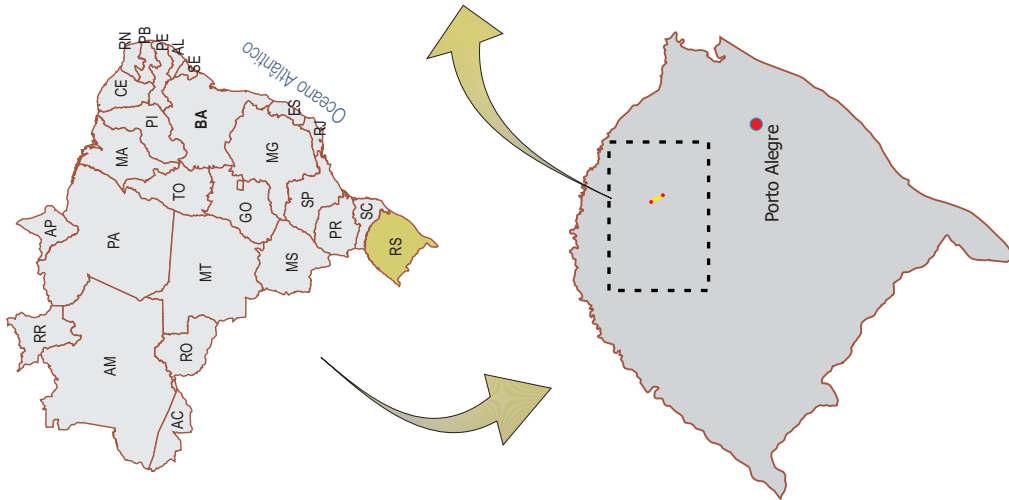 RN
PB
PE
AL
SE
CE
PI
BA
Oceano Atlântico
ES
RJ
MA
MG
TO
GO
SP
SC
PR
AP
PA
RS
MT
MS
RR
AM
RO
AC
Porto Alegre